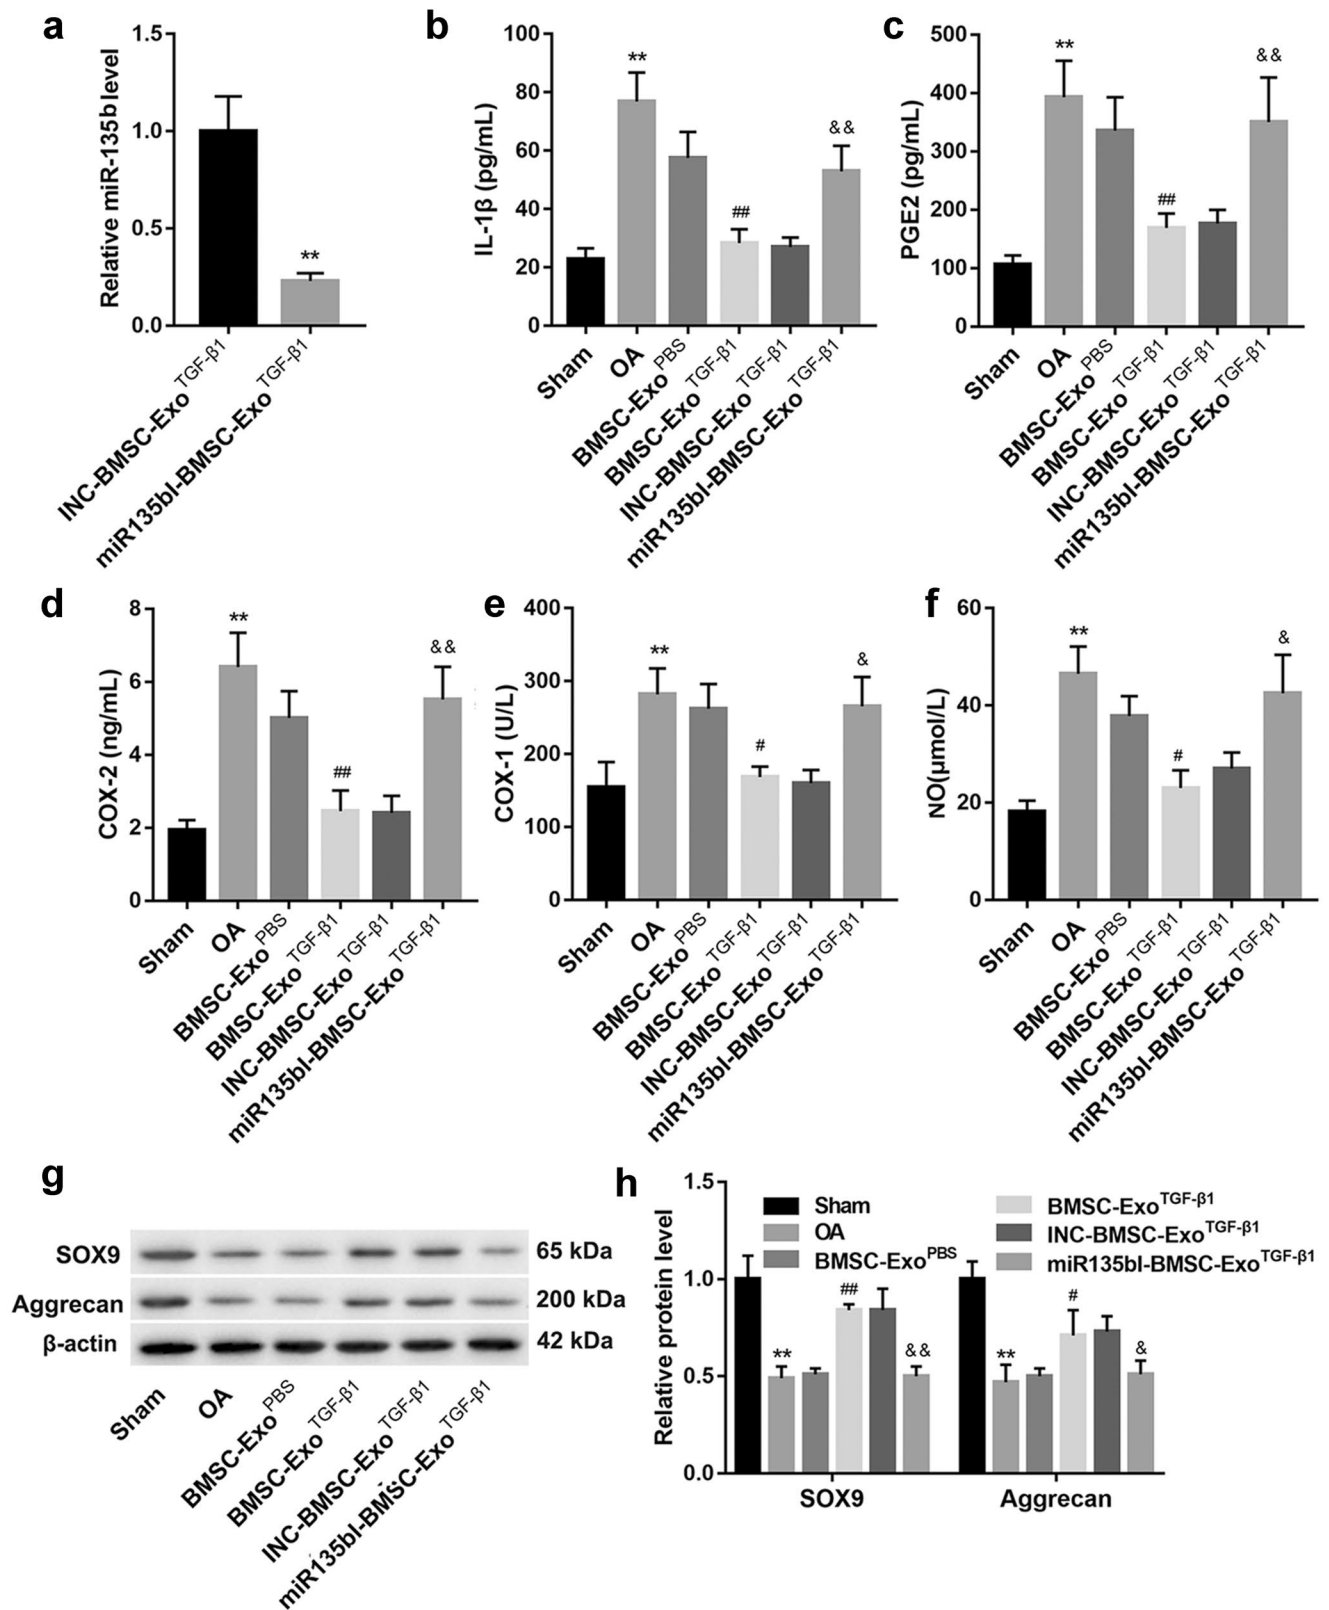 a
Relative miR-135b level
1.5
1.0
0.5
0.0
**
INC-BMSC-Exo TGF-β1
miR135bI-BMSC-Exo TGF-β1
b
IL-1β (pg/mL)
100
80
60
40
20
0
**
##
&&
Sham
OA
BMSC-Exo PBS
BMSC-Exo TGF-β1
INC-BMSC-Exo TGF-β1
miR135bI-BMSC-Exo TGF-β1
c
PGE2 (pg/mL)
500
400
300
200
100
0
**
##
&&
Sham
OA
BMSC-Exo PBS
BMSC-Exo TGF-β1
INC-BMSC-Exo TGF-β1
miR135bI-BMSC-Exo TGF-β1
d
COX-2 (ng/mL)
8
6
4
2
0
**
##
&&
Sham
OA
BMSC-Exo PBS
BMSC-Exo TGF-β1
INC-BMSC-Exo TGF-β1
miR135bI-BMSC-Exo TGF-β1
e
COX-1 (U/L)
400
300
200
100
0
**
#
&
Sham
OA
BMSC-Exo PBS
BMSC-Exo TGF-β1
INC-BMSC-Exo TGF-β1
miR135bI-BMSC-Exo TGF-β1
f
NO(μmol/L)
60
40
20
0
**
#
&
Sham
OA
BMSC-Exo PBS
BMSC-Exo TGF-β1
INC-BMSC-Exo TGF-β1
miR135bI-BMSC-Exo TGF-β1
g
SOX9 65 kDa
Aggrecan 200 kDa
β-actin 42 kDa
Sham
OA
BMSC-Exo PBS
BMSC-Exo TGF-β1
INC-BMSC-Exo TGF-β1
miR135bI-BMSC-Exo TGF-β1
h
Relative protein level
1.5
1.0
0.5
0.0
Sham
OA
BMSC-Exo PBS
BMSC-Exo TGF-β1
INC-BMSC-Exo TGF-β1
miR135bI-BMSC-Exo TGF-β1
**
##
&&
**
#
&
SOX9
Aggrecan